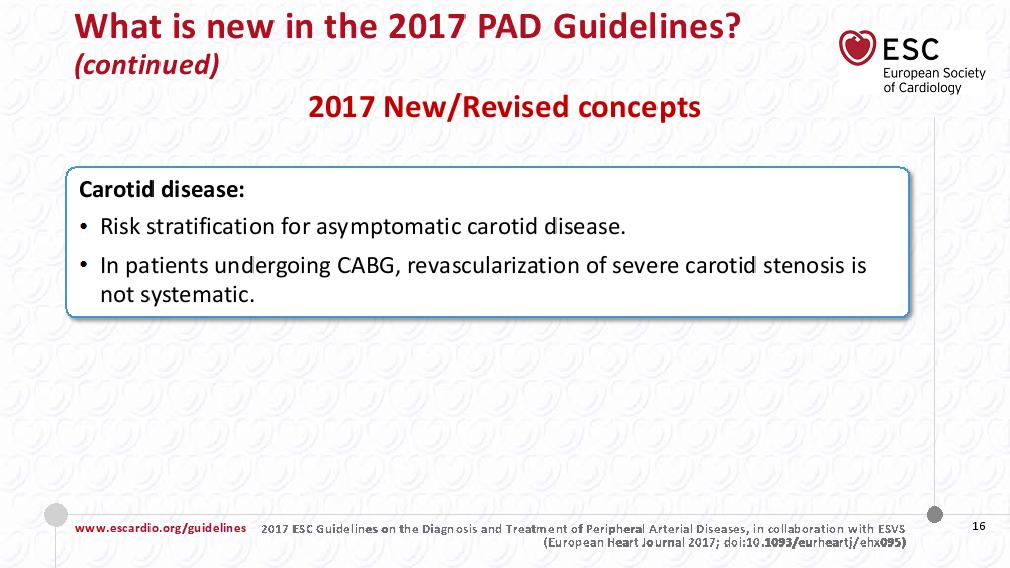 What is new in the 2017 PAD Guidelines?
(continued)
ESC
European Society
of Cardiology
2017 New/Revised concepts
Carotid disease:
• Risk stratification for asymptomatic carotid disease.
• In patients undergoing CABG, revascularization of severe carotid stenosis is
not systematic.
www.escardio.org/guidelines
2017 ESC Guidelines on the Diagnosis and Treatment of Peripheral Arterial Diseases, in collaboration with ESVS
(European Heart Journal 2017; doi:10.1093/eurheartj/ehx095)
16